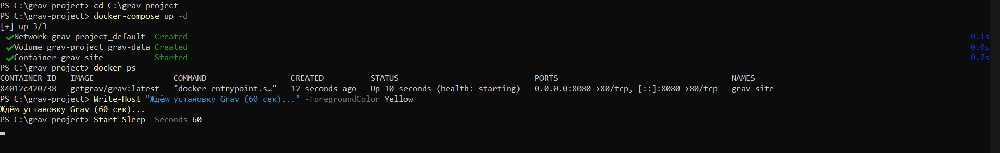 PS C:\grav-project> cd C:\grav-project
PS C:\grav-project> docker-compose up -d
[+] up 3/3
✔Network grav-project_default Created 0.1s
✔Volume grav-project_grav-data Created 0.0s
✔Container grav-site Started 0.7s
PS C:\grav-project> docker ps
CONTAINER ID IMAGE COMMAND CREATED STATUS PORTS NAMES
84012c420738 getgrav/grav:latest "docker-entrypoint.s…" 12 seconds ago Up 10 seconds (health: starting) 0.0.0.0:8080->80/tcp, [::]:8080->80/tcp grav-site
PS C:\grav-project> Write-Host "Ждём установку Grav (60 сек)..." -ForegroundColor Yellow
Ждём установку Grav (60 сек)...
PS C:\grav-project> Start-Sleep -Seconds 60